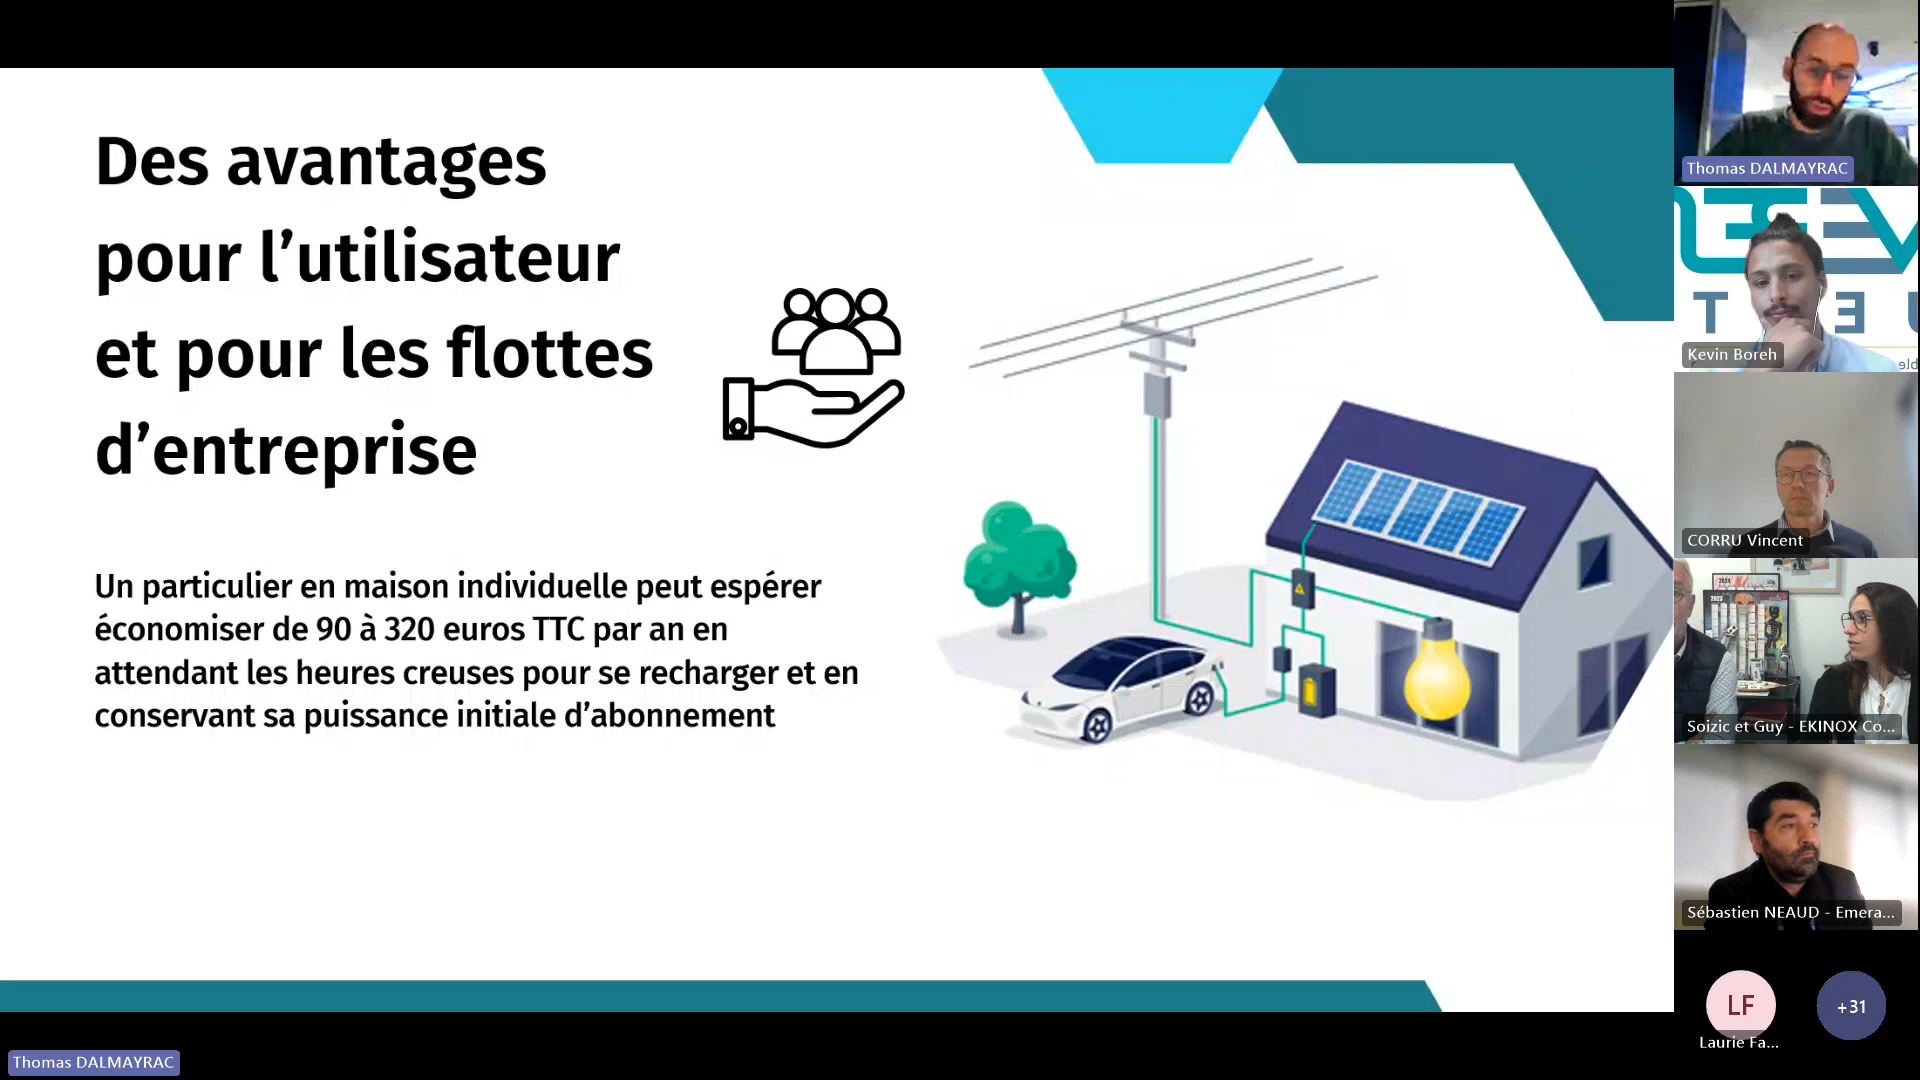 Des avantages
pour l’utilisateur
et pour les flottes
d’entreprise
Un particulier en maison individuelle peut espérer
économiser de 90 à 320 euros TTC par an en
attendant les heures creuses pour se recharger et en
conservant sa puissance initiale d’abonnement
Thomas DALMAYRAC
Kevin Boreh
CORRU Vincent
2024
2023
Soizic et Guy - EKINOX Co...
Sébastien NEAUD - Emera...
LF
+31
Laurie Fa...
Thomas DALMAYRAC